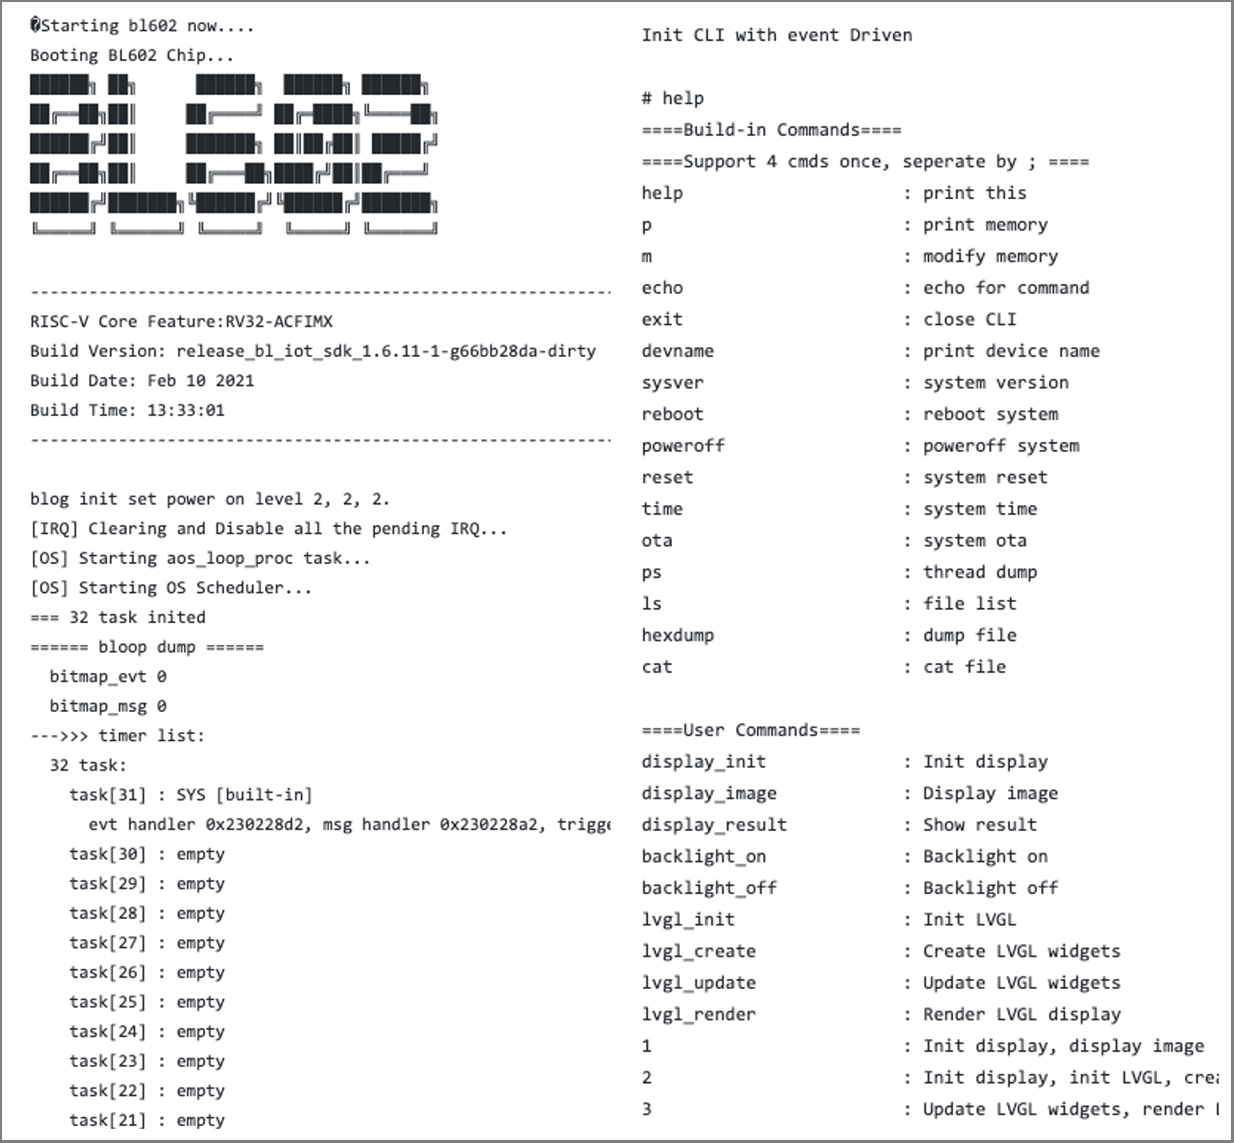 �Starting bl602 now....
Booting BL602 Chip...
██████╗ ██╗      ██████╗  ██████╗ ██████╗
██╔══██╗██║     ██╔════╝ ██╔═████╗╚════██╗
██████╔╝██║     ███████╗ ██║██╔██║ █████╔╝
██╔══██╗██║     ██╔═══██╗████╔╝██║██╔═══╝
██████╔╝███████╗╚██████╔╝╚██████╔╝███████╗
╚═════╝ ╚══════╝ ╚═════╝  ╚═════╝ ╚══════╝
------------------------------------------------------------
RISC-V Core Feature:RV32-ACFIMX
Build Version: release_bl_iot_sdk_1.6.11-1-g66bb28da-dirty
Build Date: Feb 10 2021
Build Time: 13:33:01
------------------------------------------------------------
blog init set power on level 2, 2, 2.
[IRQ] Clearing and Disable all the pending IRQ...
[OS] Starting aos_loop_proc task...
[OS] Starting OS Scheduler...
=== 32 task inited
====== bloop dump ======
  bitmap_evt 0
  bitmap_msg 0
--->>> timer list:
  32 task:
    task[31] : SYS [built-in]
      evt handler 0x230228d2, msg handler 0x230228a2, trigge
    task[30] : empty
    task[29] : empty
    task[28] : empty
    task[27] : empty
    task[26] : empty
    task[25] : empty
    task[24] : empty
    task[23] : empty
    task[22] : empty
    task[21] : empty
Init CLI with event Driven
# help
====Build-in Commands====
====Support 4 cmds once, seperate by ; ====
help                      : print this
p                         : print memory
m                         : modify memory
echo                      : echo for command
exit                      : close CLI
devname                   : print device name
sysver                    : system version
reboot                    : reboot system
poweroff                  : poweroff system
reset                     : system reset
time                      : system time
ota                       : system ota
ps                        : thread dump
ls                        : file list
hexdump                   : dump file
cat                       : cat file
====User Commands====
display_init              : Init display
display_image             : Display image
display_result            : Show result
backlight_on              : Backlight on
backlight_off             : Backlight off
lvgl_init                 : Init LVGL
lvgl_create               : Create LVGL widgets
lvgl_update               : Update LVGL widgets
lvgl_render               : Render LVGL display
1                         : Init display, display image
2                         : Init display, init LVGL, crea
3                         : Update LVGL widgets, render L